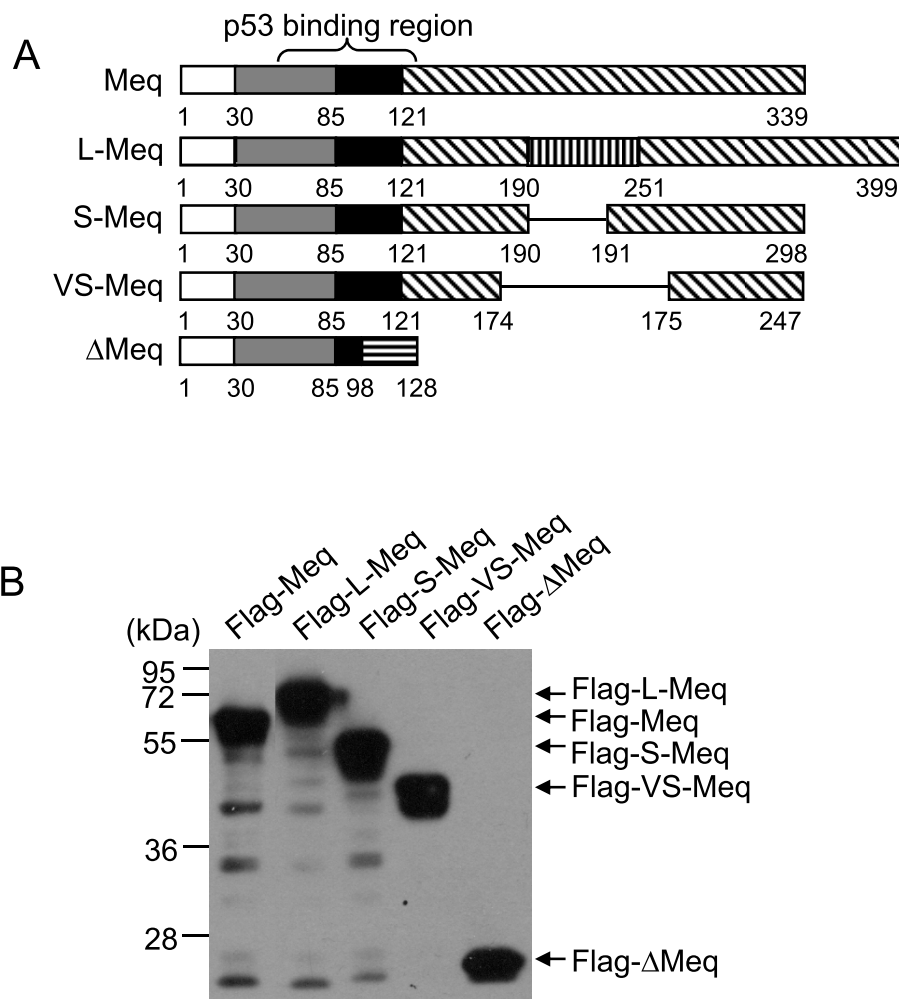 A
p53 binding region
Meq
1 30 85 121 339
L-Meq
1 30 85 121 190 251 399
S-Meq
1 30 85 121 190 191 298
VS-Meq
1 30 85 121 174 175 247
ΔMeq
1 30 85 98 128
B
(kDa) Flag-Meq Flag-L-Meq Flag-S-Meq Flag-VS-Meq Flag-ΔMeq
95
72
55
36
28
Flag-L-Meq
Flag-Meq
Flag-S-Meq
Flag-VS-Meq
Flag-ΔMeq